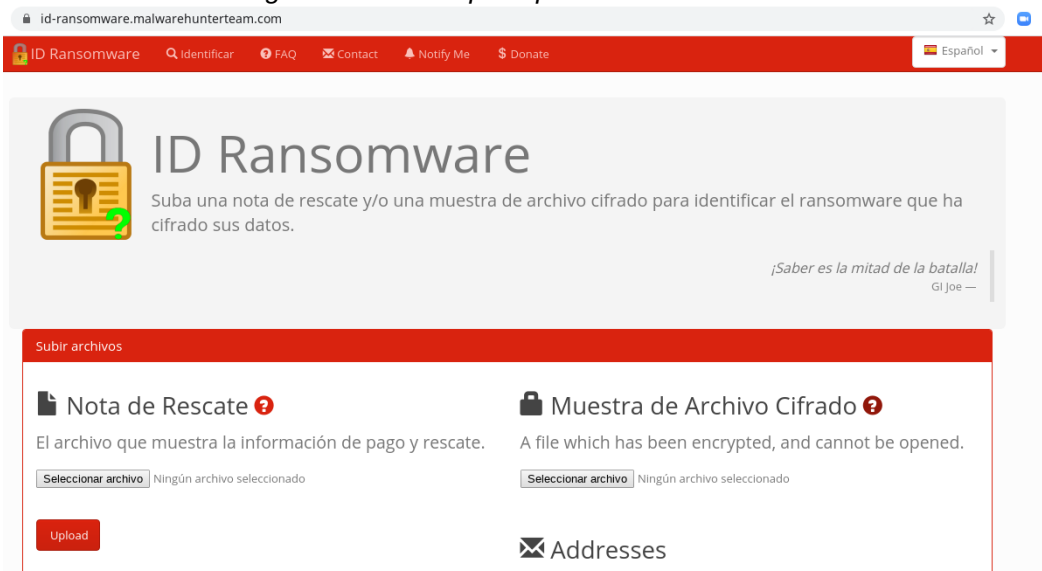 id-ransomware.malwarehunterteam.com
ID Ransomware Identificar FAQ Contact Notify Me $ Donate Español
ID Ransomware
Suba una nota de rescate y/o una muestra de archivo cifrado para identificar el ransomware que ha
cifrado sus datos.
¡Saber es la mitad de la batalla!
GI Joe —
Subir archivos
Nota de Rescate ?
El archivo que muestra la información de pago y rescate.
Seleccionar archivo Ningún archivo seleccionado
Upload
Muestra de Archivo Cifrado ?
A file which has been encrypted, and cannot be opened.
Seleccionar archivo Ningún archivo seleccionado
Addresses